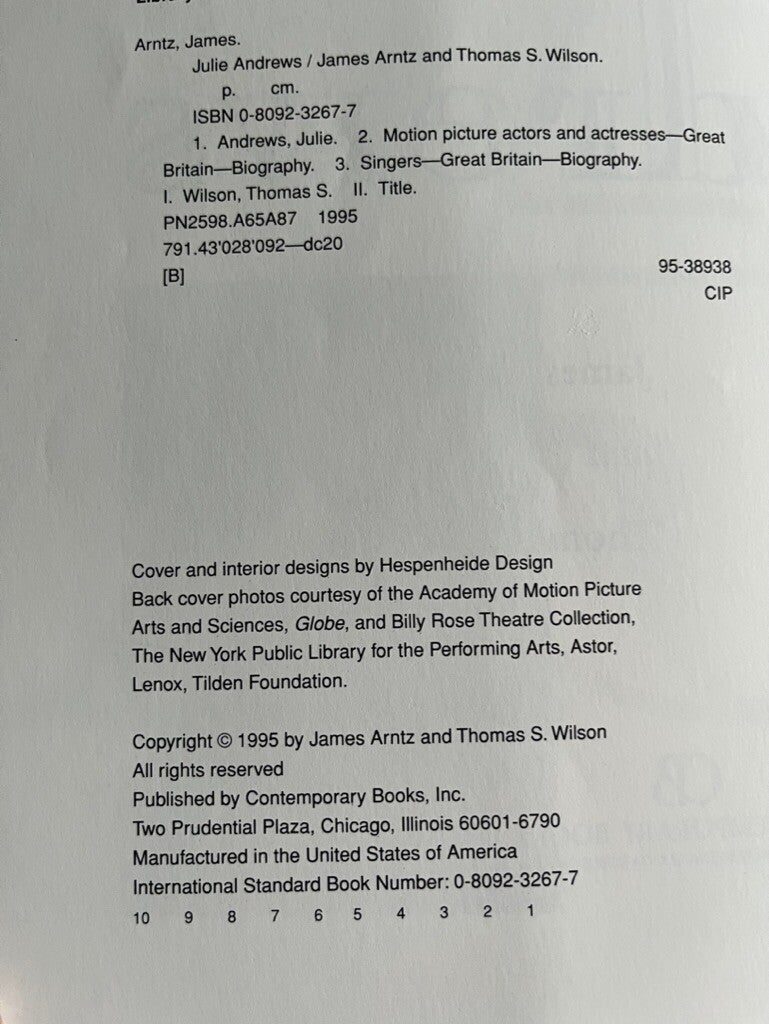 Arntz, James.
Julie Andrews / James Arntz and Thomas S. Wilson.
p. cm.
ISBN 0-8092-3267-7
1. Andrews, Julie. 2. Motion picture actors and actresses—Great
Britain—Biography. 3. Singers—Great Britain—Biography.
I. Wilson, Thomas S. II. Title.
PN2598.A65A87 1995
791.43'028'092—dc20
[B] 95-38938
CIP
Cover and interior designs by Hespenheide Design
Back cover photos courtesy of the Academy of Motion Picture
Arts and Sciences, Globe, and Billy Rose Theatre Collection,
The New York Public Library for the Performing Arts, Astor,
Lenox, Tilden Foundation.
Copyright © 1995 by James Arntz and Thomas S. Wilson
All rights reserved
Published by Contemporary Books, Inc.
Two Prudential Plaza, Chicago, Illinois 60601-6790
Manufactured in the United States of America
International Standard Book Number: 0-8092-3267-7
10 9 8 7 6 5 4 3 2 1